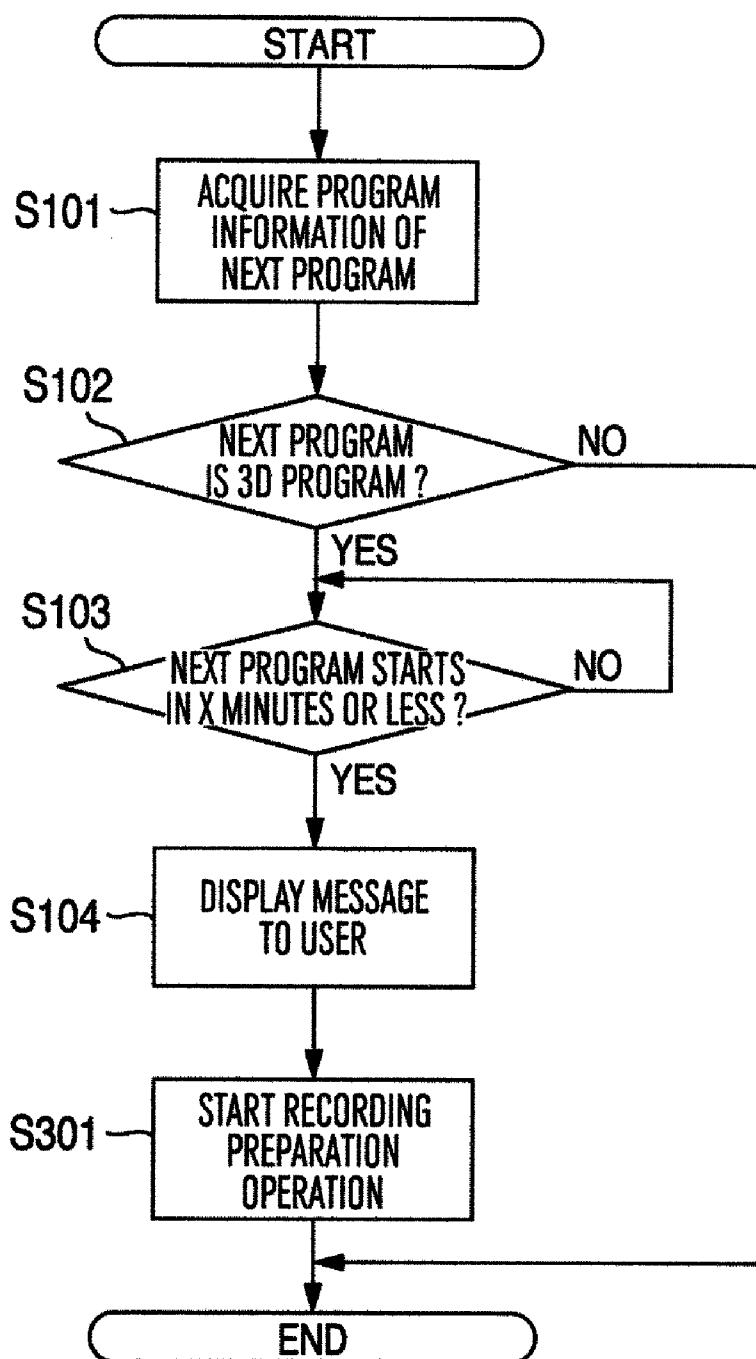 START
S101
ACQUIRE PROGRAM
INFORMATION OF
NEXT PROGRAM
S102
NEXT PROGRAM
IS 3D PROGRAM ?
NO
YES
S103
NEXT PROGRAM STARTS
IN X MINUTES OR LESS ?
NO
YES
S104
DISPLAY MESSAGE
TO USER
S301
START RECORDING
PREPARATION
OPERATION
END